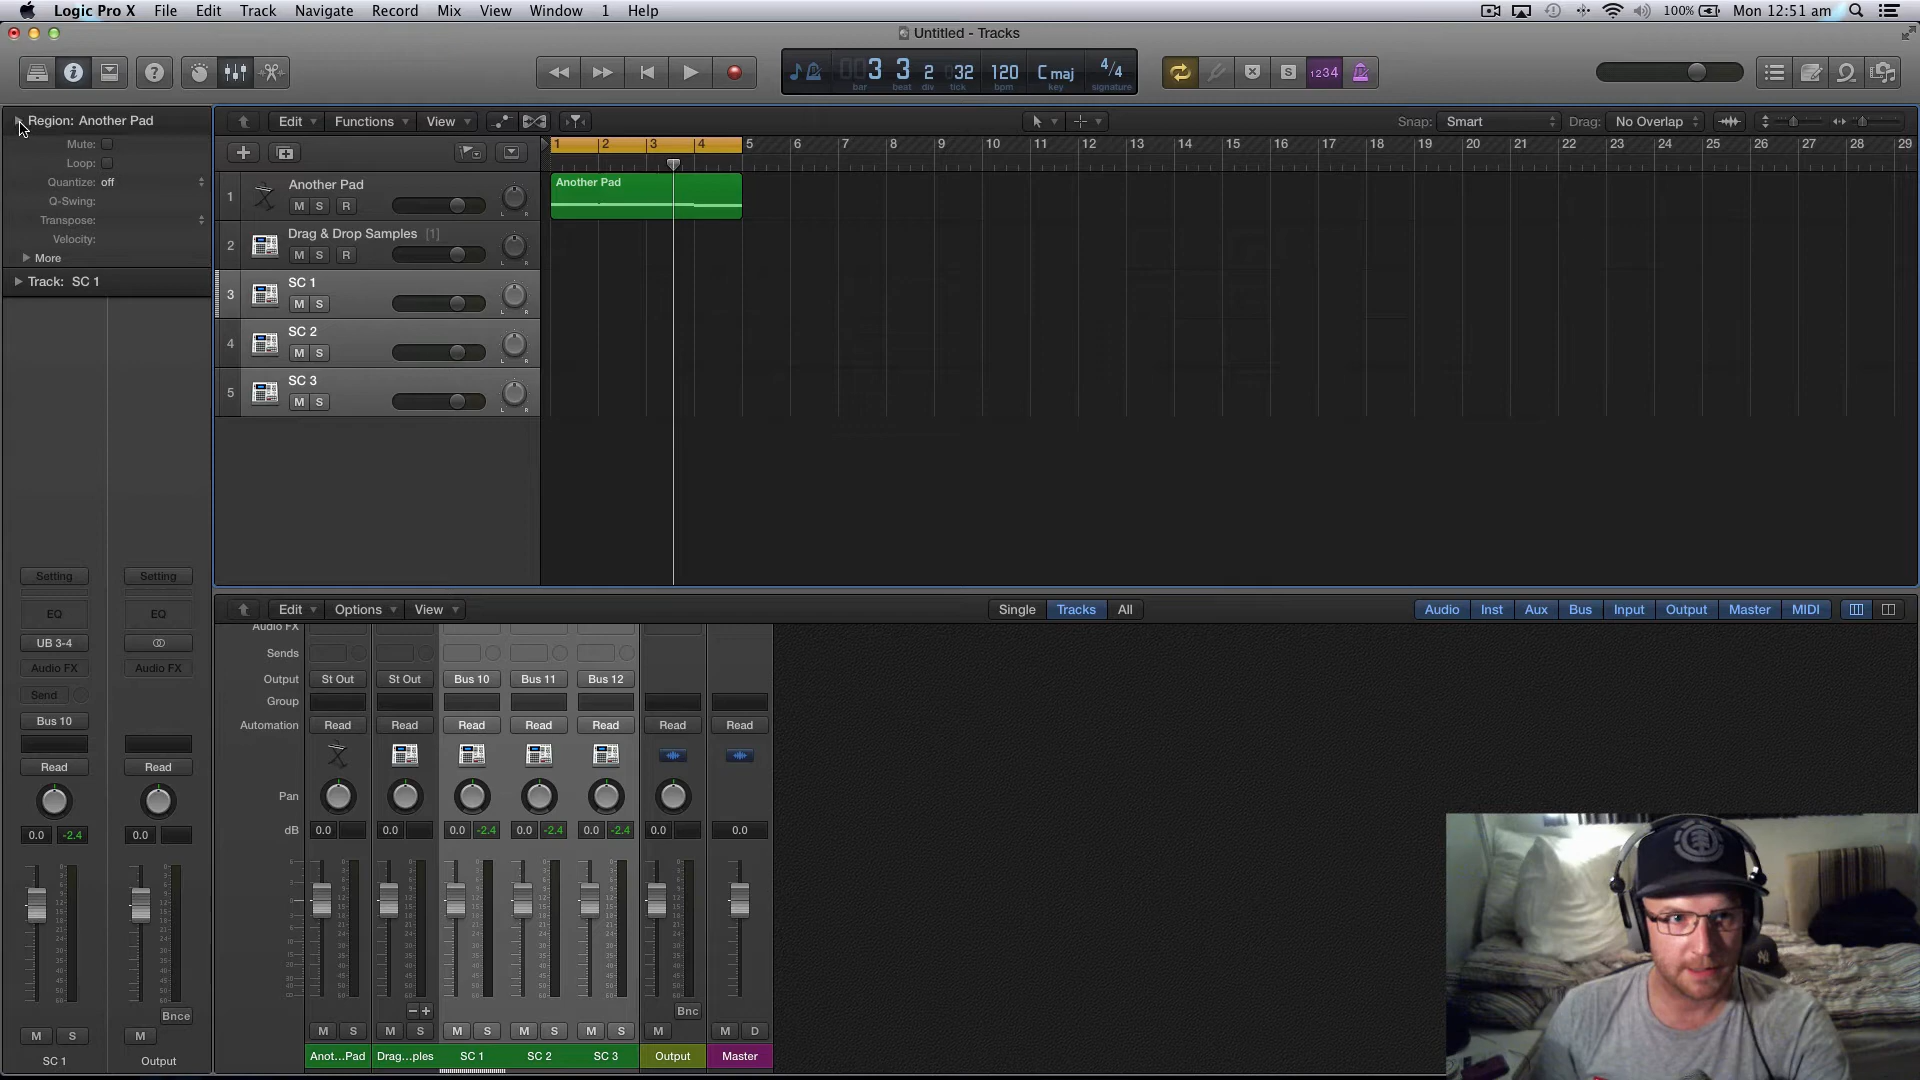 Logic Pro X File Edit Track Navigate Record Mix View Window 1 Help 100% Mon 12:51 am
Untitled - Tracks
3 3 2 32 120 C maj 4/4
bar beat div tick bpm key signature
S 1234
Region: Another Pad
Edit Functions View Snap: Smart Drag: No Overlap
Mute:
Loop:
Quantize: off
Q-Swing:
Transpose:
Velocity:
More
Track: SC 1
1 2 3 4 5 6 7 8 9 10 11 12 13 14 15 16 17 18 19 20 21 22 23 24 25 26 27 28 29
1 Another Pad
M S R
Another Pad
2 Drag & Drop Samples [1]
M S R
3 SC 1
M S
4 SC 2
M S
5 SC 3
M S
Setting Setting
EQ EQ
UB 3-4
Audio FX Audio FX
Send
Bus 10
Read Read
0.0 -2.4 0.0
Bnce
M S M
SC 1 Output
Edit Options View Single Tracks All Audio Inst Aux Bus Input Output Master MIDI
Audio FX
Sends
Output St Out St Out Bus 10 Bus 11 Bus 12
Group
Automation Read Read Read Read Read Read Read
Pan
dB 0.0 0.0 0.0 -2.4 0.0 -2.4 0.0 -2.4 0.0 0.0
Bnc
M S M S M S M S M S M M D
Anot...Pad Drag...ples SC 1 SC 2 SC 3 Output Master